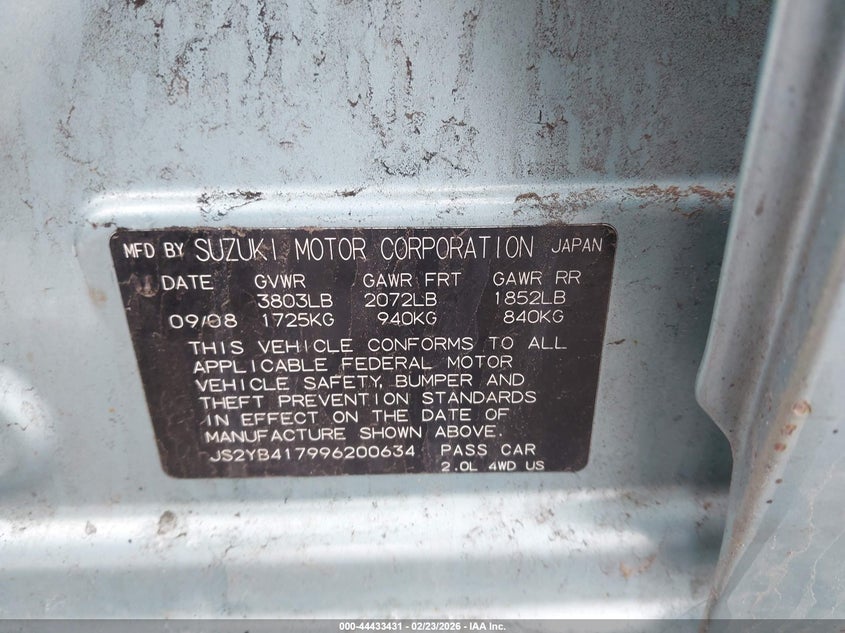 MFD BY SUZUKI MOTOR CORPORATION JAPAN
DATE GVWR GAWR FRT GAWR RR
3803LB 2072LB 1852LB
09/08 1725KG 940KG 840KG
THIS VEHICLE CONFORMS TO ALL
APPLICABLE FEDERAL MOTOR
VEHICLE SAFETY, BUMPER AND
THEFT PREVENTION STANDARDS
IN EFFECT ON THE DATE OF
MANUFACTURE SHOWN ABOVE.
JS2YB417996200634 PASS CAR
2.0L 4WD US
000-44433431 - 02/23/2026 - IAA Inc.